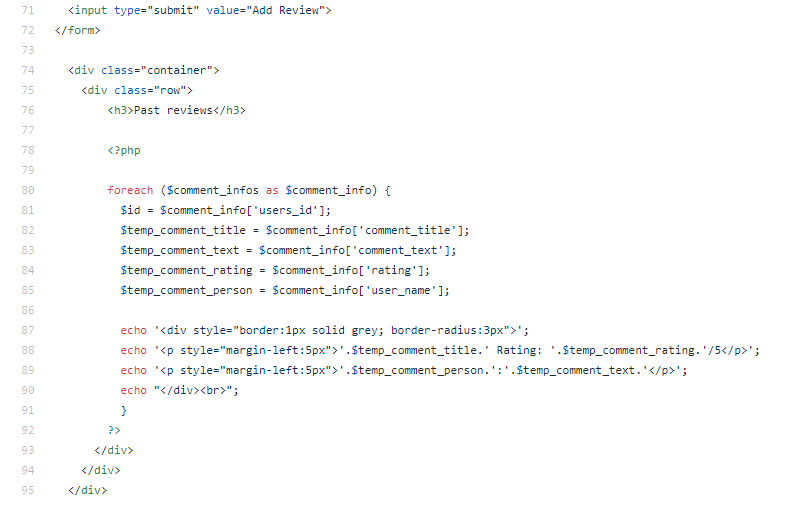 71 <input type="submit" value="Add Review">
72 </form>
73
74 <div class="container">
75 <div class="row">
76 <h3>Past reviews</h3>
77
78 <?php
79
80 foreach ($comment_infos as $comment_info) {
81 $id = $comment_info['users_id'];
82 $temp_comment_title = $comment_info['comment_title'];
83 $temp_comment_text = $comment_info['comment_text'];
84 $temp_comment_rating = $comment_info['rating'];
85 $temp_comment_person = $comment_info['user_name'];
86
87 echo '<div style="border:1px solid grey; border-radius:3px">';
88 echo '<p style="margin-left:5px">'.$temp_comment_title.' Rating: '.$temp_comment_rating.'/5</p>';
89 echo '<p style="margin-left:5px">'.$temp_comment_person.':'.$temp_comment_text.'</p>';
90 echo "</div><br>";
91 }
92 ?>
93 </div>
94 </div>
95 </div>